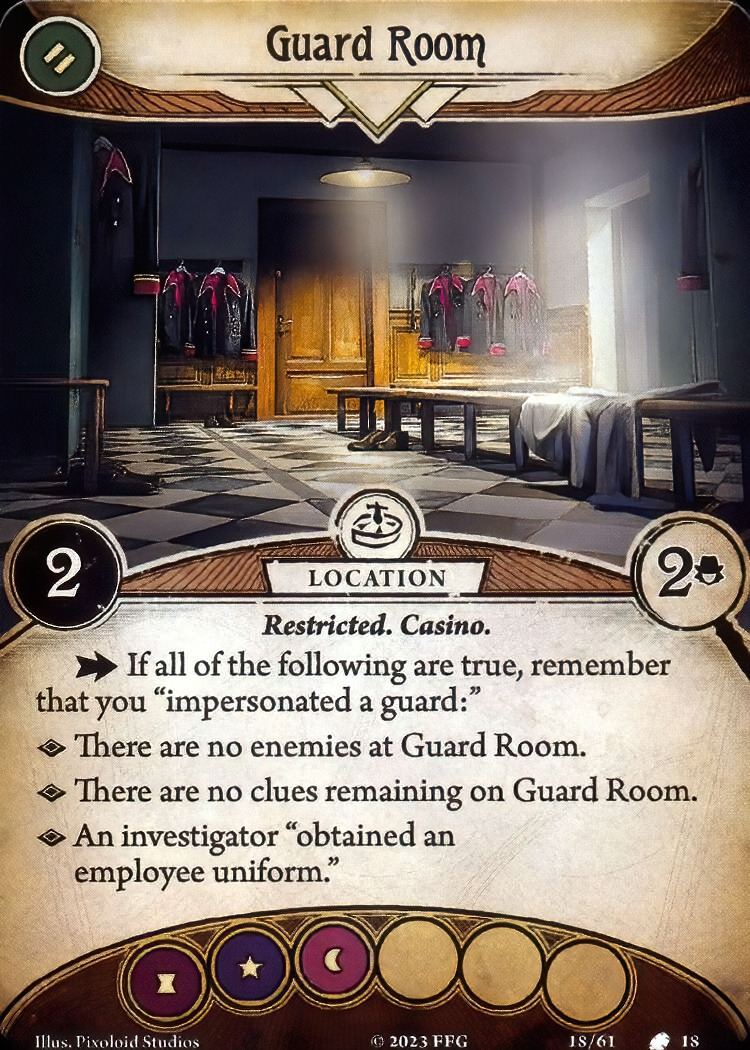 Guard Room
2
2
LOCATION
Restricted. Casino.
If all of the following are true, remember
that you “impersonated a guard:”
There are no enemies at Guard Room.
There are no clues remaining on Guard Room.
An investigator “obtained an
employee uniform.”
Illus. Pixoloid Studios © 2023 FFG 18/61 18